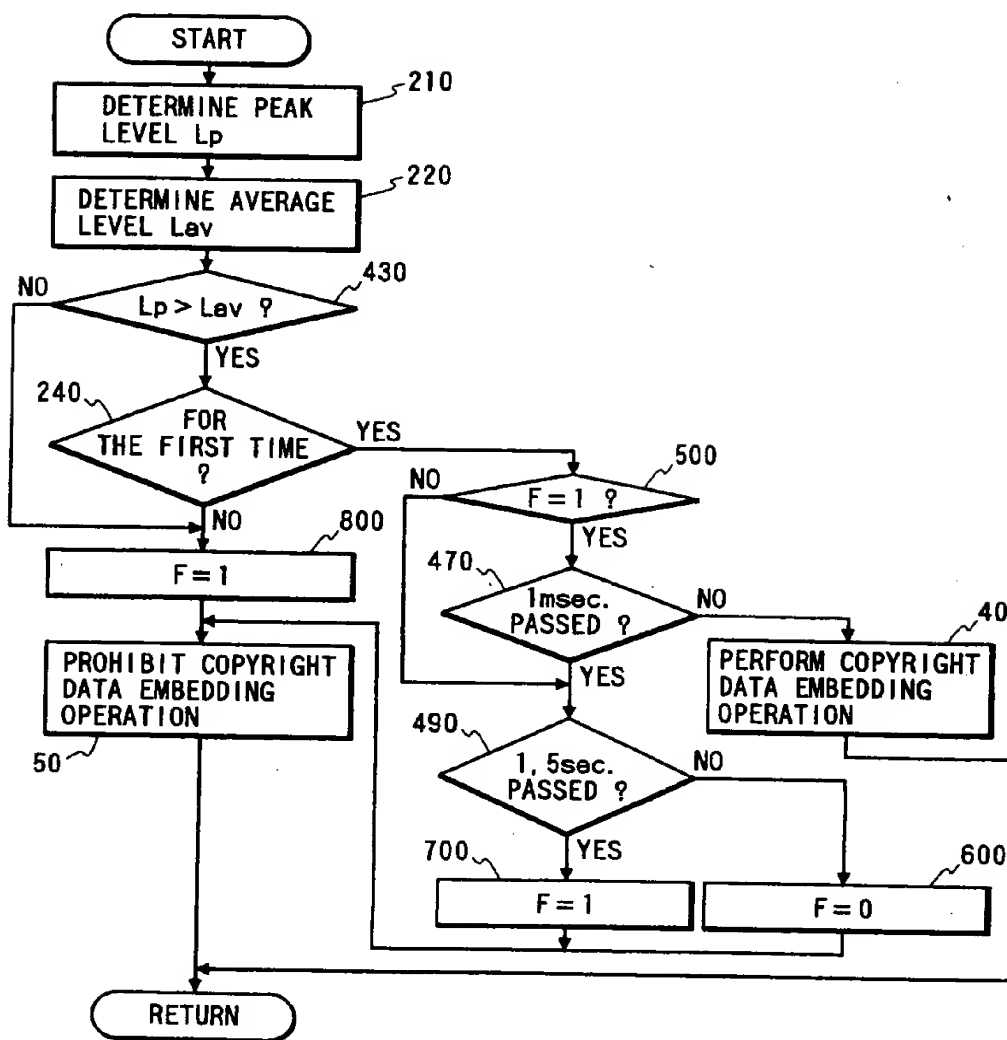 START
210
DETERMINE PEAK
LEVEL Lp
220
DETERMINE AVERAGE
LEVEL Lav
430
NO
Lp > Lav ?
YES
240
FOR
THE FIRST TIME
?
YES
NO
500
NO
F = 1 ?
YES
800
F = 1
470
1msec.
PASSED ?
NO
YES
40
PROHIBIT COPYRIGHT
DATA EMBEDDING
OPERATION
50
PERFORM COPYRIGHT
DATA EMBEDDING
OPERATION
490
1, 5sec.
PASSED ?
NO
YES
700
F = 1
600
F = 0
RETURN